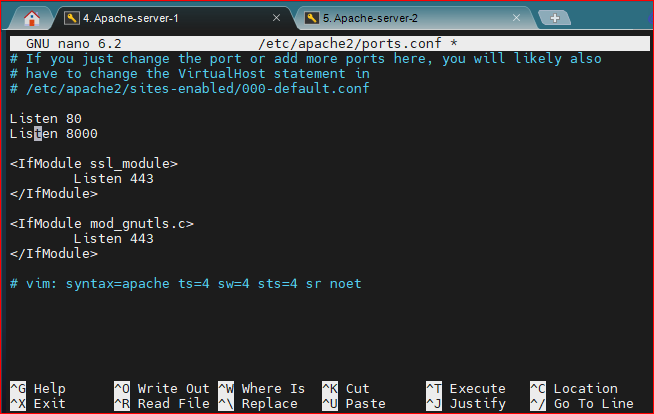 4. Apache-server-1
5. Apache-server-2
GNU nano 6.2 /etc/apache2/ports.conf *
# If you just change the port or add more ports here, you will likely also
# have to change the VirtualHost statement in
# /etc/apache2/sites-enabled/000-default.conf
Listen 80
Listen 8000
<IfModule ssl_module>
Listen 443
</IfModule>
<IfModule mod_gnutls.c>
Listen 443
</IfModule>
# vim: syntax=apache ts=4 sw=4 sts=4 sr noet
^G Help ^O Write Out ^W Where Is ^K Cut ^T Execute ^C Location
^X Exit ^R Read File ^\ Replace ^U Paste ^J Justify ^/ Go To Line